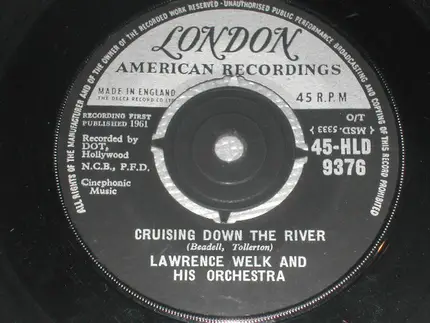 ALL RIGHTS OF THE MANUFACTURER AND OF THE OWNER OF THE RECORDED WORK RESERVED · UNAUTHORISED PUBLIC PERFORMANCE BROADCASTING AND COPYING OF THIS RECORD PROHIBITED
LONDON
AMERICAN RECORDINGS
MADE IN ENGLAND
THE DECCA RECORD CO LTD
45 R.P.M
RECORDING FIRST
PUBLISHED 1961
O/T
(MSD. 5333)
Recorded by
DOT,
Hollywood
45-HLD
9376
N.C.B., P.F.D.
Cinephonic
Music
CRUISING DOWN THE RIVER
(Beadell, Tollerton)
LAWRENCE WELK AND
HIS ORCHESTRA